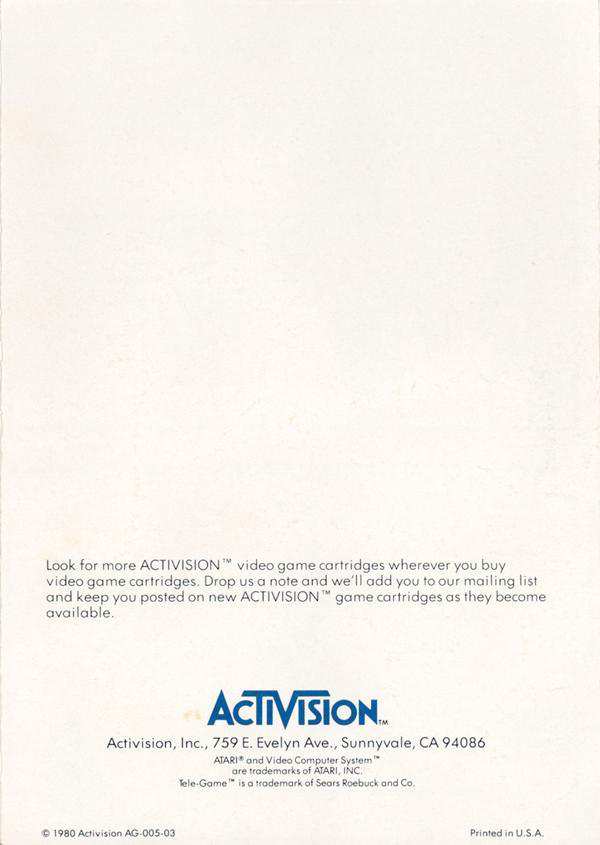 Look for more ACTIVISION™ video game cartridges wherever you buy
video game cartridges. Drop us a note and we'll add you to our mailing list
and keep you posted on new ACTIVISION™ game cartridges as they become
available.
ACTIVISION™
Activision, Inc., 759 E. Evelyn Ave., Sunnyvale, CA 94086
ATARI® and Video Computer System™
are trademarks of ATARI, INC.
Tele-Game™ is a trademark of Sears Roebuck and Co.
© 1980 Activision AG-005-03
Printed in U.S.A.